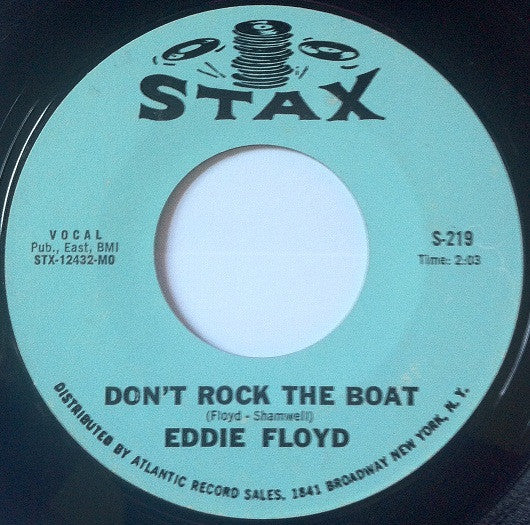 STAX
VOCAL
Pub., East, BMI
STX-12432-MO
S-219
Time: 2:03
DON'T ROCK THE BOAT
(Floyd - Shamwell)
EDDIE FLOYD
DISTRIBUTED BY ATLANTIC RECORD SALES, 1841 BROADWAY NEW YORK, N. Y.